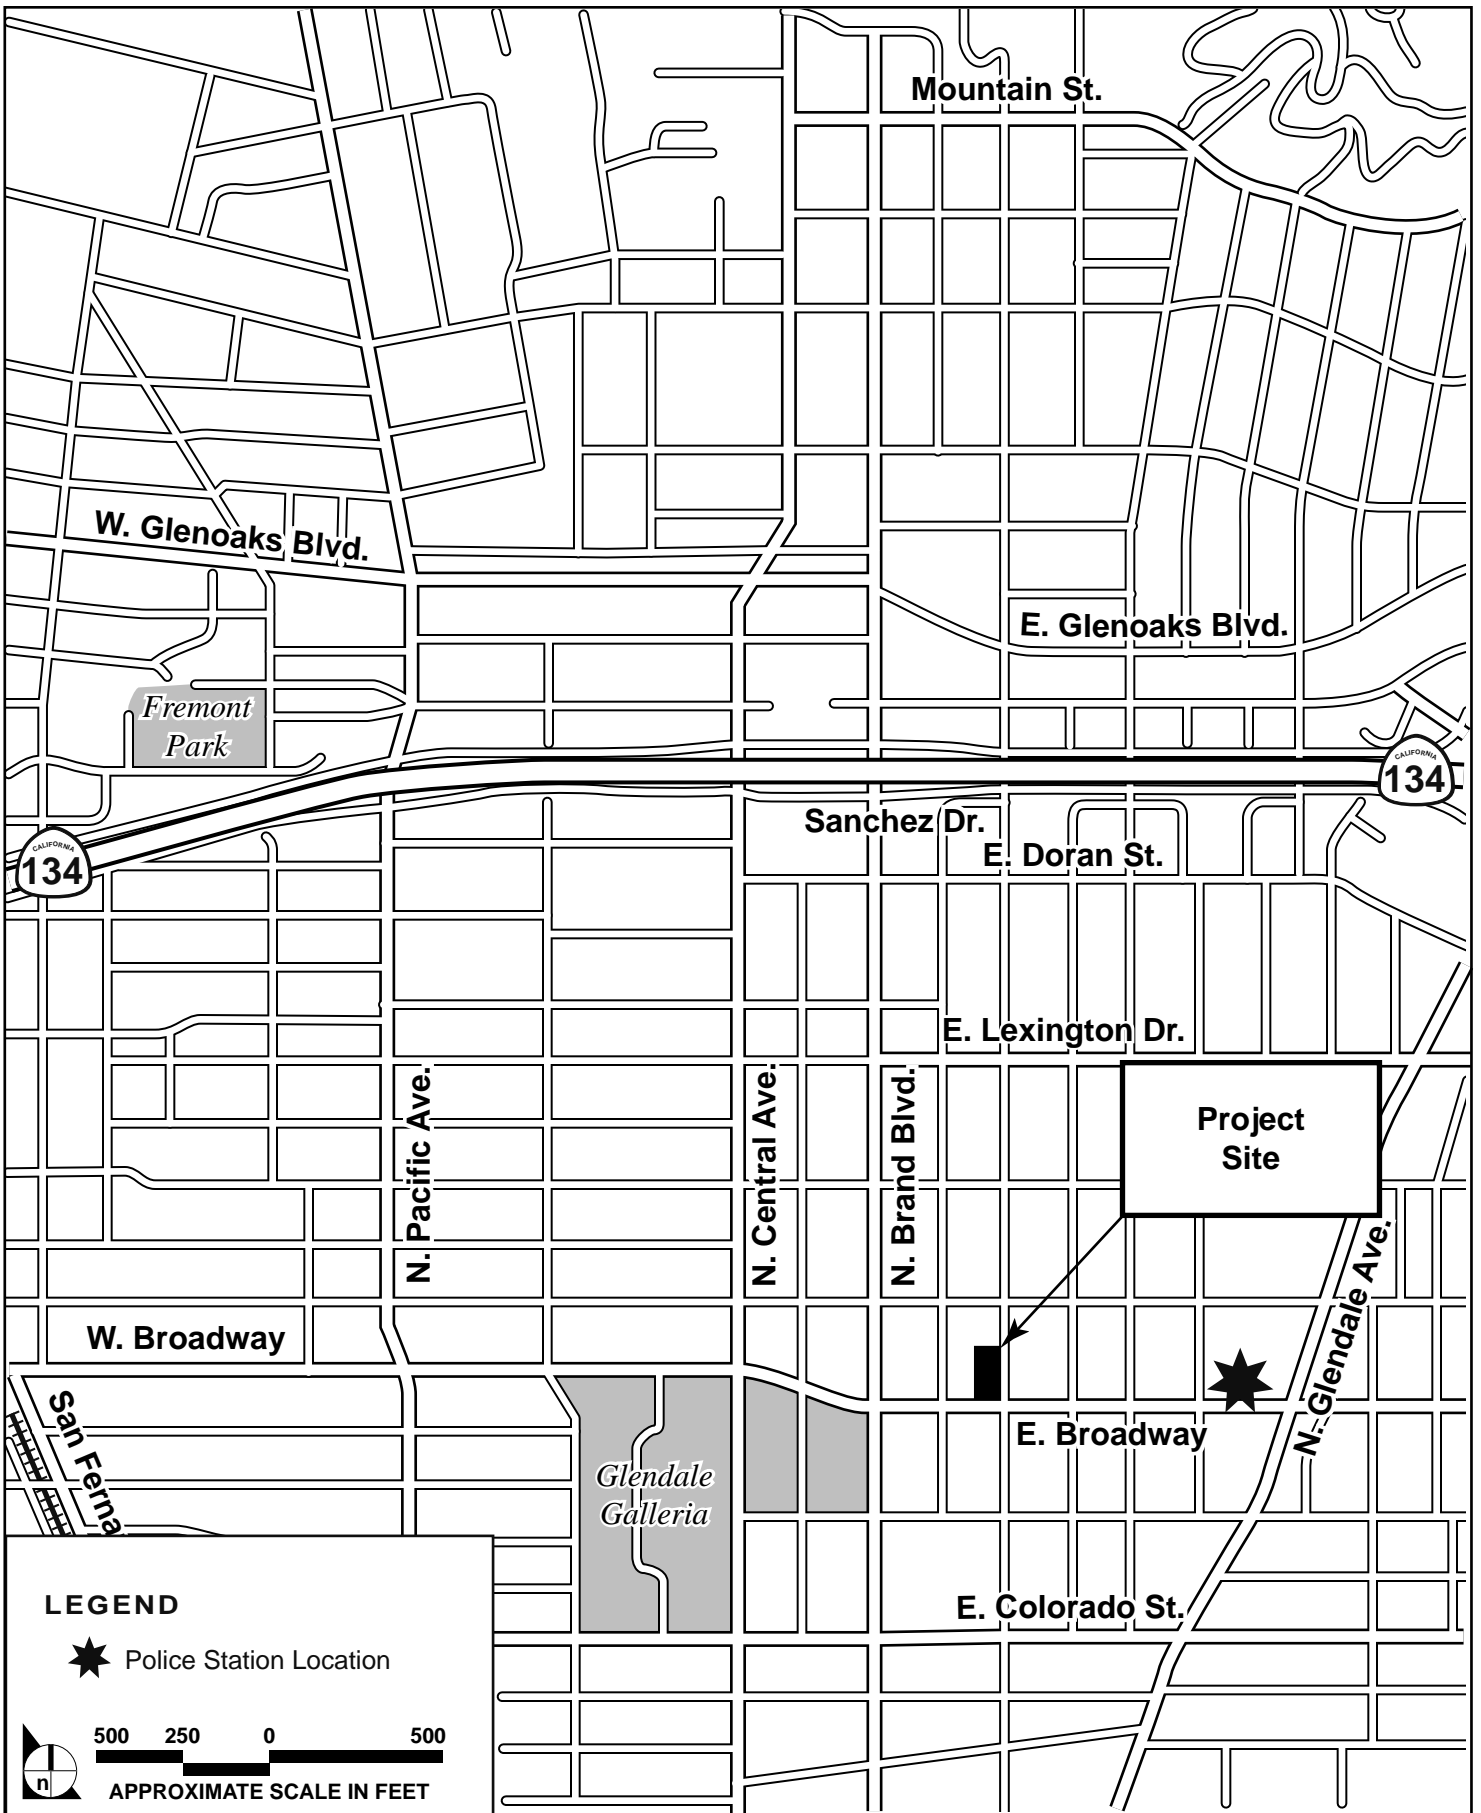 Mountain St.
W. Glenoaks Blvd.
E. Glenoaks Blvd.
Fremont
Park
CALIFORNIA
134
Sanchez Dr.
E. Doran St.
CALIFORNIA
134
E. Lexington Dr.
N. Pacific Ave.
N. Central Ave.
N. Brand Blvd.
Project
Site
N. Glendale Ave.
W. Broadway
San Ferna
E. Broadway
Glendale
Galleria
E. Colorado St.
LEGEND
Police Station Location
500 250 0 500
n
APPROXIMATE SCALE IN FEET